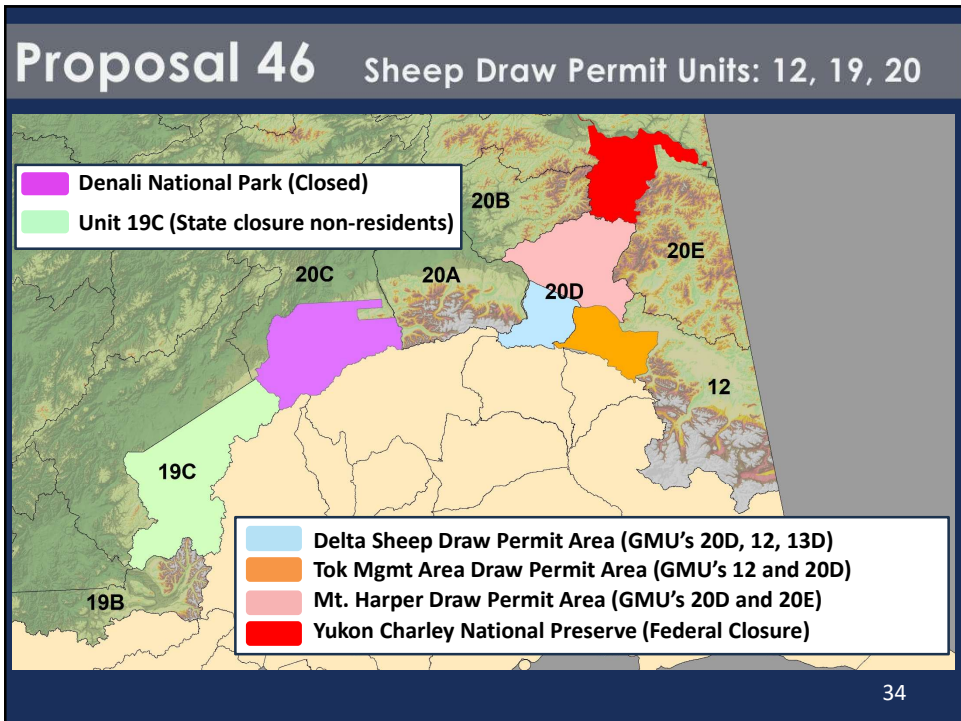 Proposal 46 Sheep Draw Permit Units: 12, 19, 20
Denali National Park (Closed)
Unit 19C (State closure non-residents)
20B
20E
20C
20A
20D
12
19C
19B
Delta Sheep Draw Permit Area (GMU's 20D, 12, 13D)
Tok Mgmt Area Draw Permit Area (GMU's 12 and 20D)
Mt. Harper Draw Permit Area (GMU's 20D and 20E)
Yukon Charley National Preserve (Federal Closure)
34